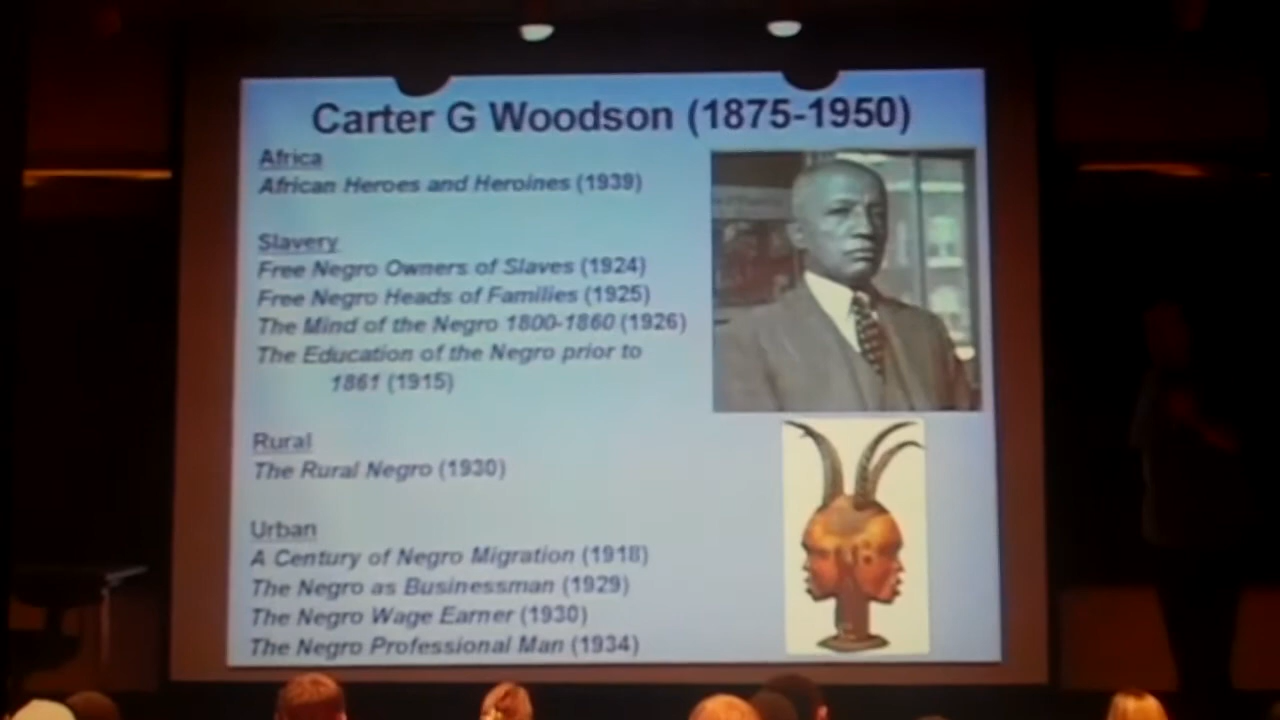 Carter G Woodson (1875-1950)
Africa
African Heroes and Heroines (1939)
Slavery
Free Negro Owners of Slaves (1924)
Free Negro Heads of Families (1925)
The Mind of the Negro 1800-1860 (1926)
The Education of the Negro prior to
1861 (1915)
Rural
The Rural Negro (1930)
Urban
A Century of Negro Migration (1918)
The Negro as Businessman (1929)
The Negro Wage Earner (1930)
The Negro Professional Man (1934)